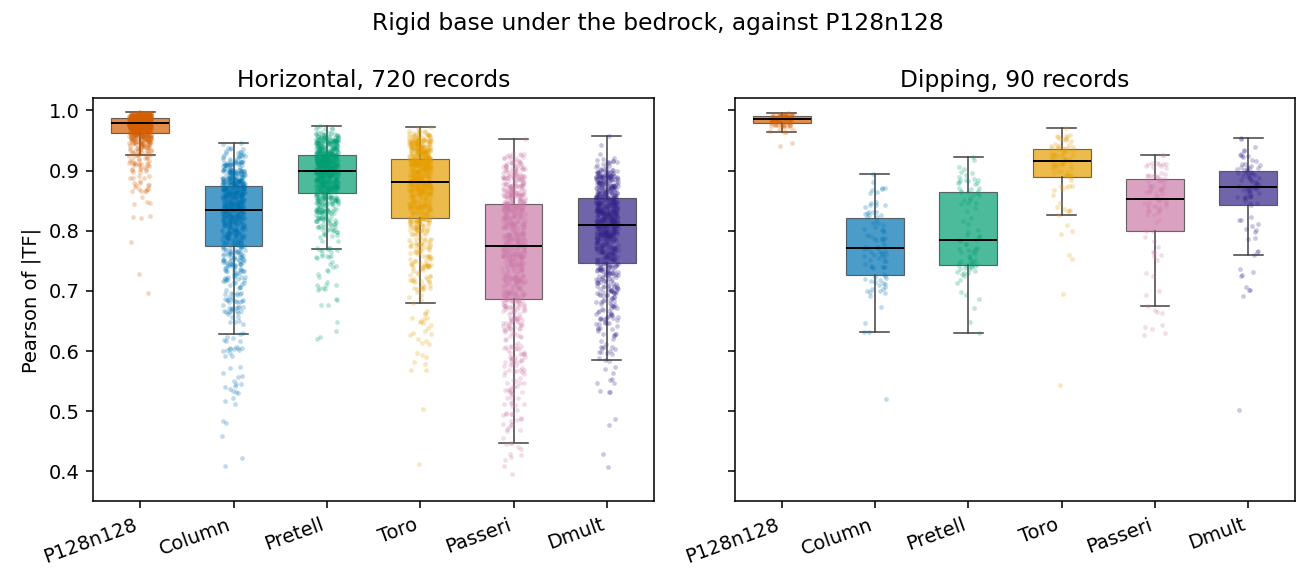 Rigid base under the bedrock, against P128n128
Horizontal, 720 records
Dipping, 90 records
Pearson of |TF|
1.0
0.9
0.8
0.7
0.6
0.5
0.4
P128n128 Column Pretell Toro Passeri Dmult
P128n128 Column Pretell Toro Passeri Dmult